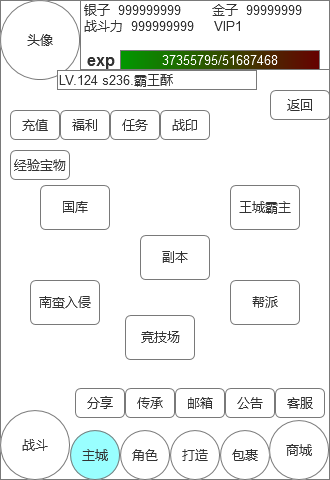 头像
银子 999999999 金子 99999999
战斗力 999999999 VIP1
exp 37355795/51687468
LV.124 s236.霸王酥
返回
充值 福利 任务 战印
经验宝物
国库 王城霸主
副本
南蛮入侵 帮派
竞技场
分享 传承 邮箱 公告 客服
战斗 主城 角色 打造 包裹 商城